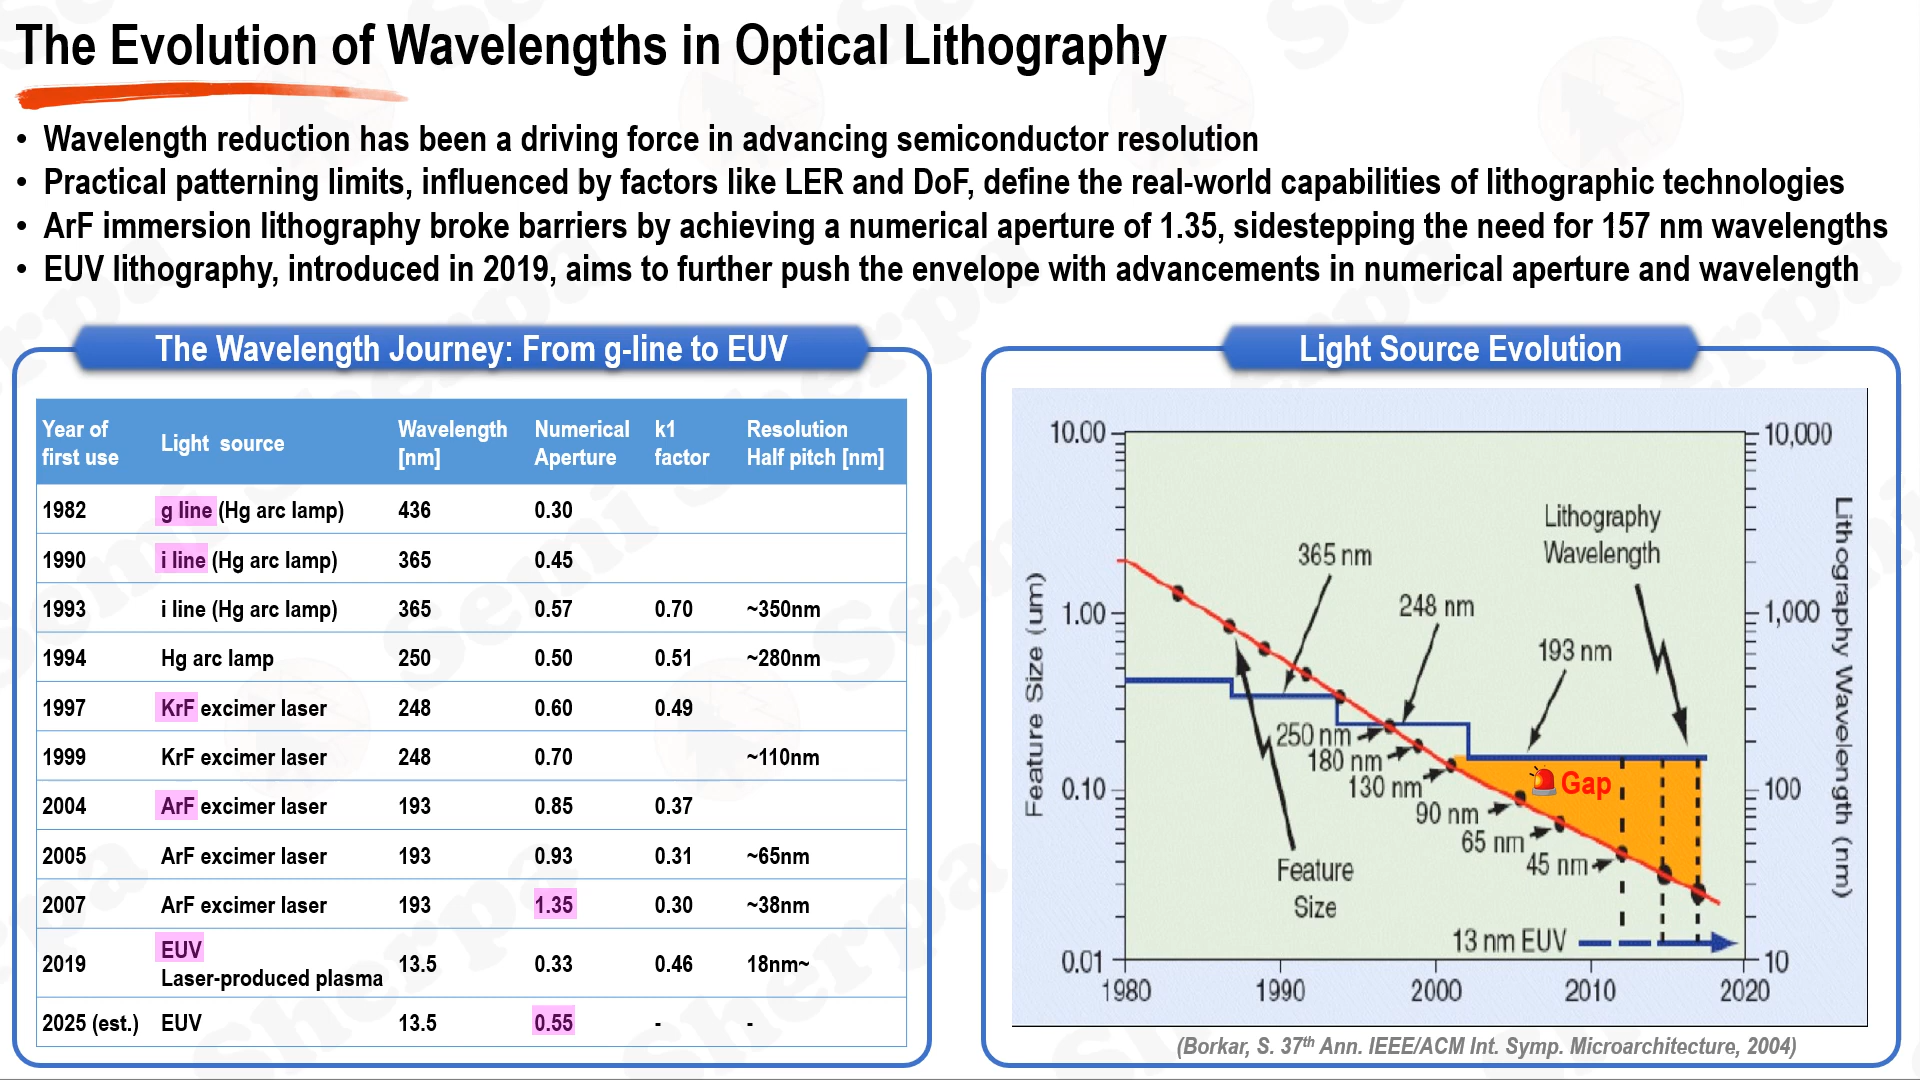 The Evolution of Wavelengths in Optical Lithography
• Wavelength reduction has been a driving force in advancing semiconductor resolution
• Practical patterning limits, influenced by factors like LER and DoF, define the real-world capabilities of lithographic technologies
• ArF immersion lithography broke barriers by achieving a numerical aperture of 1.35, sidestepping the need for 157 nm wavelengths
• EUV lithography, introduced in 2019, aims to further push the envelope with advancements in numerical aperture and wavelength
The Wavelength Journey: From g-line to EUV
Year of first use | Light source | Wavelength [nm] | Numerical Aperture | k1 factor | Resolution Half pitch [nm]
1982 g line (Hg arc lamp) 436 0.30
1990 i line (Hg arc lamp) 365 0.45
1993 i line (Hg arc lamp) 365 0.57 0.70 ~350nm
1994 Hg arc lamp 250 0.50 0.51 ~280nm
1997 KrF excimer laser 248 0.60 0.49
1999 KrF excimer laser 248 0.70 ~110nm
2004 ArF excimer laser 193 0.85 0.37
2005 ArF excimer laser 193 0.93 0.31 ~65nm
2007 ArF excimer laser 193 1.35 0.30 ~38nm
2019 EUV Laser-produced plasma 13.5 0.33 0.46 18nm~
2025 (est.) EUV 13.5 0.55 - -
Light Source Evolution
10.00
1.00
0.10
0.01
Feature Size (um)
10,000
1,000
100
10
Lithography Wavelength (nm)
1980 1990 2000 2010 2020
Lithography
Wavelength
365 nm
248 nm
193 nm
250 nm
180 nm
130 nm
90 nm
65 nm
45 nm
Gap
Feature
Size
13 nm EUV
(Borkar, S. 37th Ann. IEEE/ACM Int. Symp. Microarchitecture, 2004)
Semi Sherpa